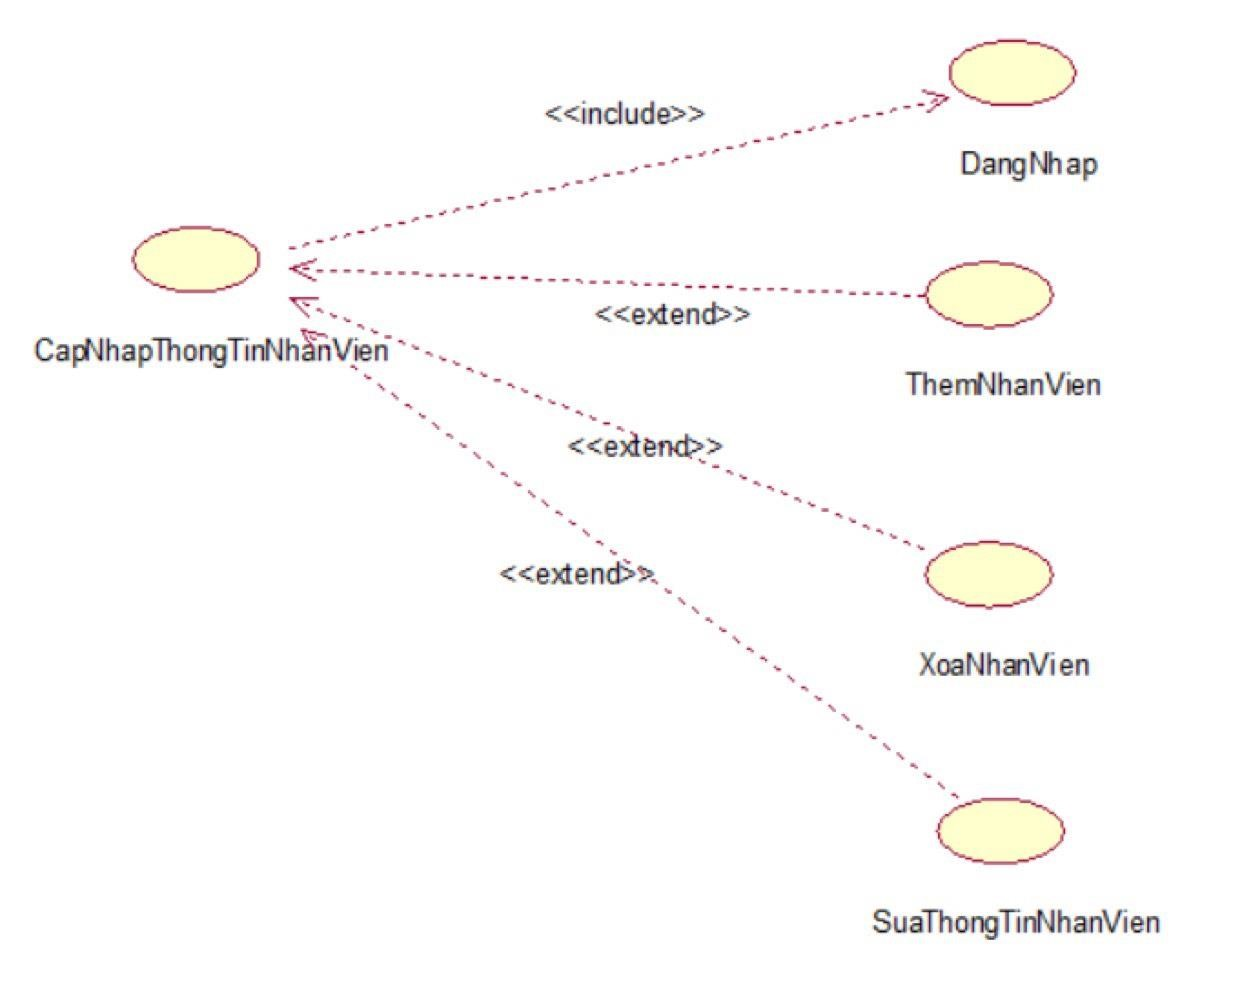 <<include>>
DangNhap
<<extend>>
CapNhapThongTinNhanVien
ThemNhanVien
<<extend>>
<<extend>>
XoaNhanVien
SuaThongTinNhanVien